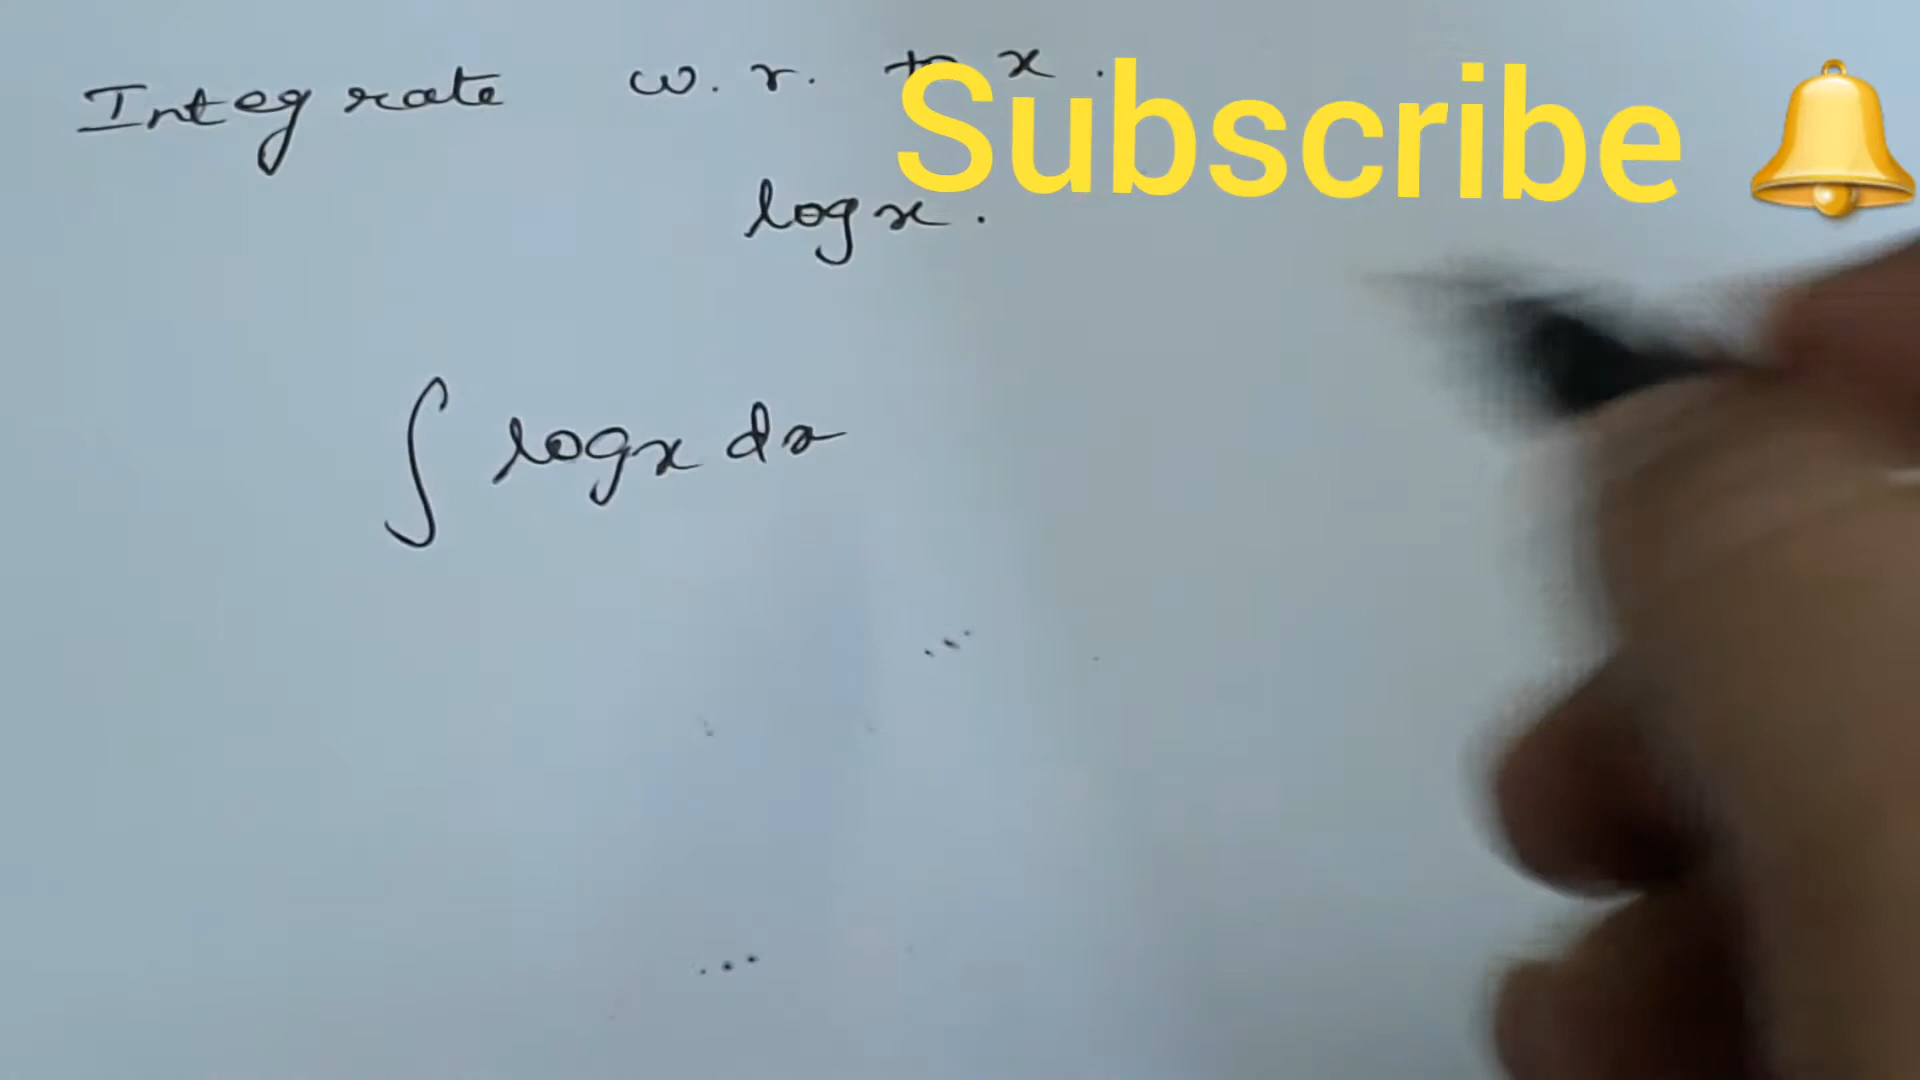 Integrate w.r. to x.
Subscribe 🔔
log x.
∫ log x dx